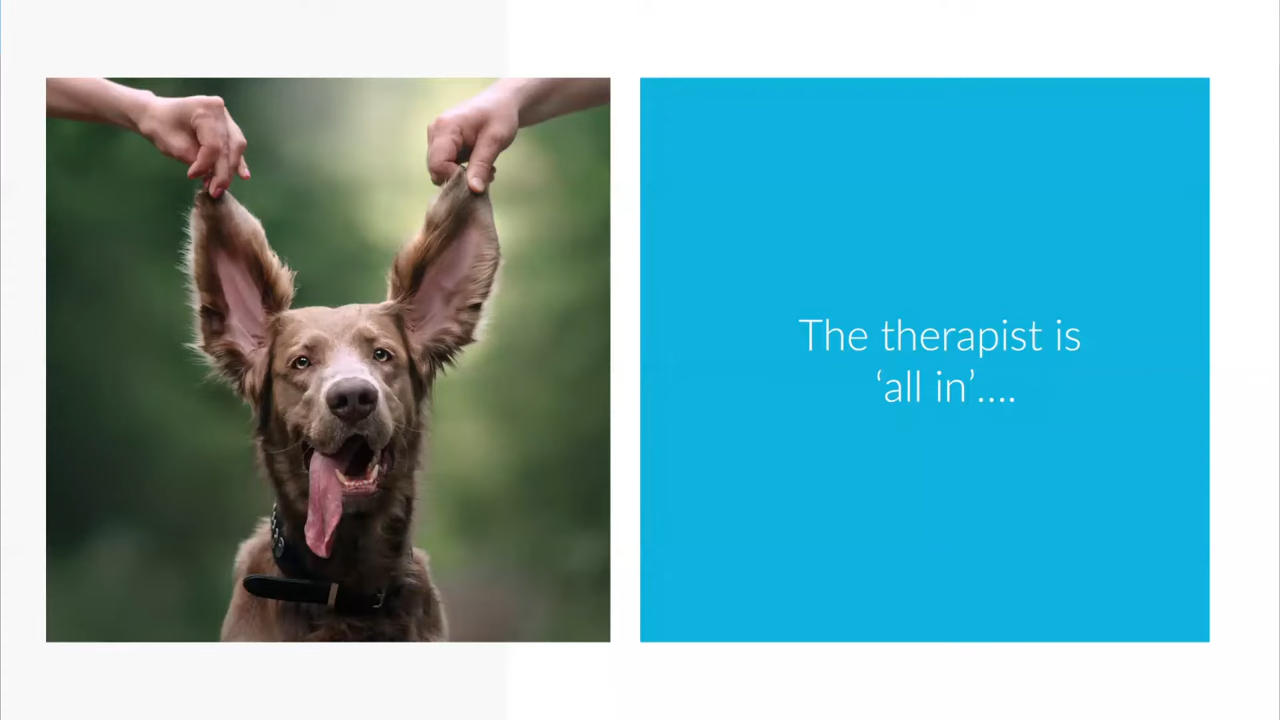 The therapist is
‘all in’....